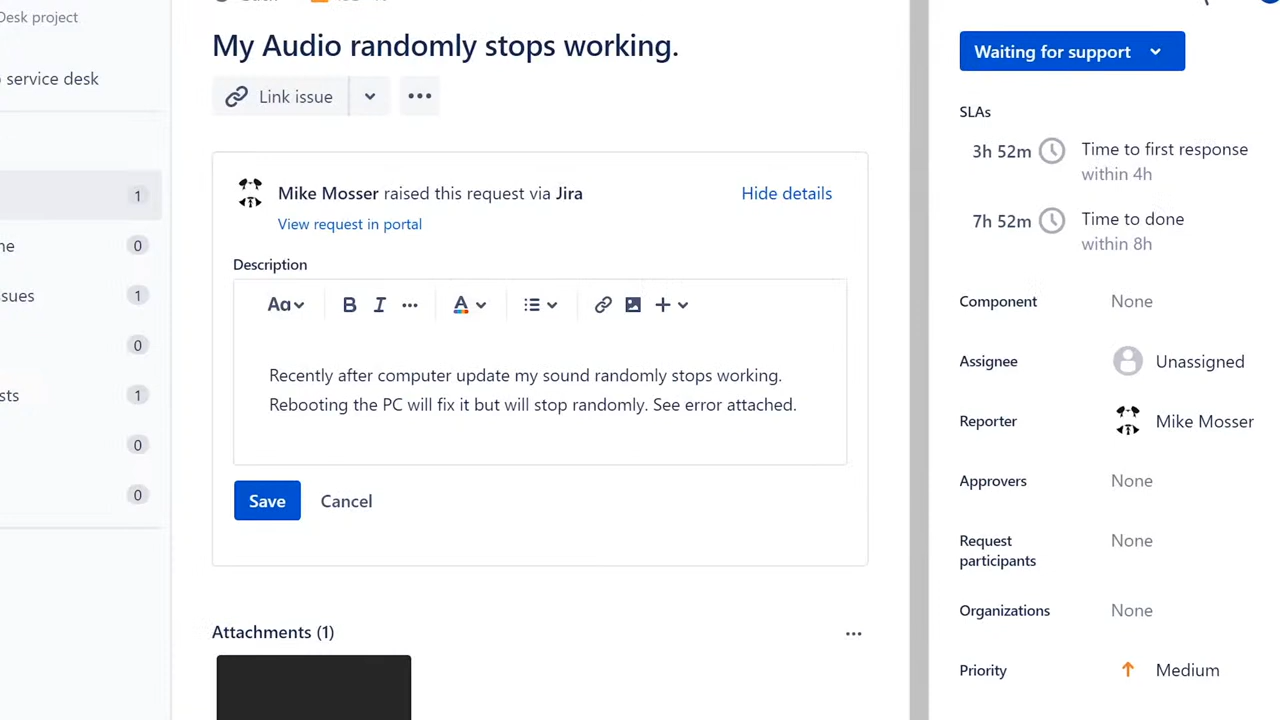 Desk project
service desk
1
0
1
0
1
0
0
My Audio randomly stops working.
Link issue
Mike Mosser raised this request via Jira
Hide details
View request in portal
Description
Aa
B I
A
Recently after computer update my sound randomly stops working.
Rebooting the PC will fix it but will stop randomly. See error attached.
Save
Cancel
Attachments (1)
Waiting for support
SLAs
3h 52m Time to first response
within 4h
7h 52m Time to done
within 8h
Component None
Assignee Unassigned
Reporter Mike Mosser
Approvers None
Request
participants
None
Organizations None
Priority Medium